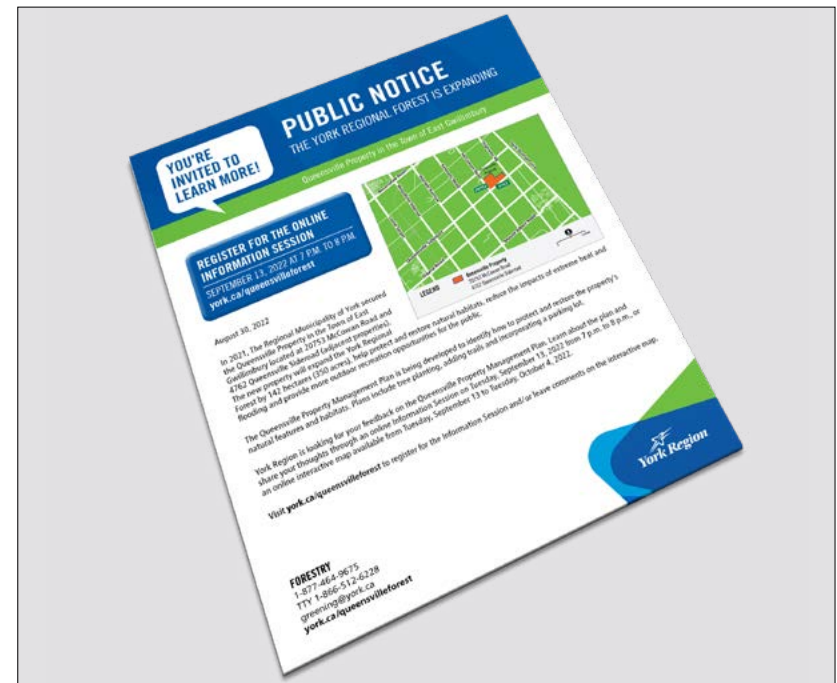 YOU'RE
INVITED TO
LEARN MORE!
PUBLIC NOTICE
THE YORK REGIONAL FOREST IS EXPANDING
Queensville Property in the Town of East Gwillimbury
REGISTER FOR THE ONLINE
INFORMATION SESSION
SEPTEMBER 13, 2022 AT 7 P.M. TO 8 P.M.
york.ca/queensvilleforest
LEGEND
Queensville Property
20753 McCowan Road
4762 Queensville Sideroad
August 30, 2022
In 2021, The Regional Municipality of York secured
the Queensville Property in the Town of East
Gwillimbury located at 20753 McCowan Road and
4762 Queensville Sideroad (adjacent properties).
The new property will expand the York Regional
Forest by 142 hectares (350 acres), help protect and restore natural habitats, reduce the impacts of extreme heat and
flooding and provide more outdoor recreation opportunities for the public.
The Queensville Property Management Plan is being developed to identify how to protect and restore the property's
natural features and habitats. Plans include tree planting, adding trails and incorporating a parking lot.
York Region is looking for your feedback on the Queensville Property Management Plan. Learn about the plan and
share your thoughts through an online Information Session on Tuesday, September 13, 2022 from 7 p.m. to 8 p.m., or
an online interactive map available from Tuesday, September 13 to Tuesday, October 4, 2022.
Visit york.ca/queensvilleforest to register for the Information Session and/or leave comments on the interactive map.
FORESTRY
1-877-464-9675
TTY 1-866-512-6228
greening@york.ca
york.ca/queensvilleforest
York Region